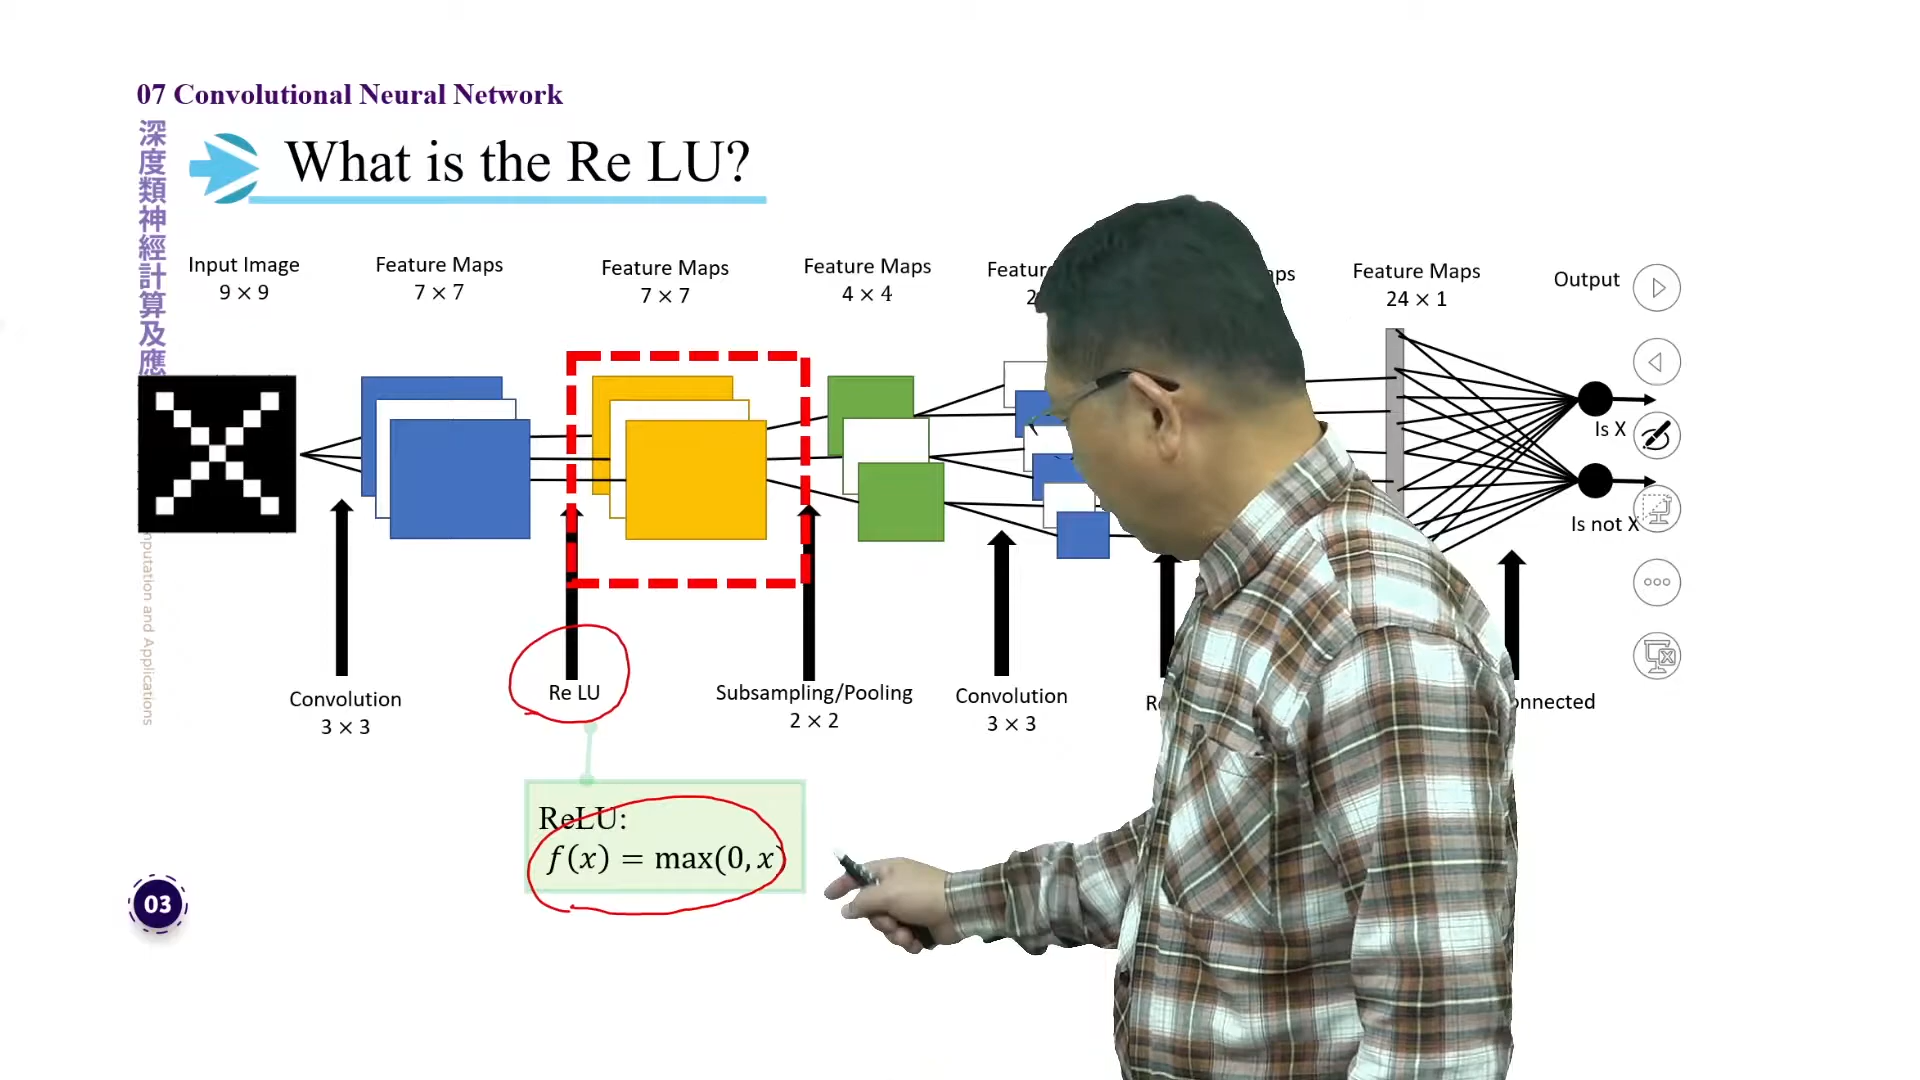 07 Convolutional Neural Network
深度類神經計算及應
What is the Re LU?
Input Image
9 × 9
Feature Maps
7 × 7
Feature Maps
7 × 7
Feature Maps
4 × 4
Feature Maps
24 × 1
Output
Is X
Is not X
and Applications
Convolution
3 × 3
Re LU
Subsampling/Pooling
2 × 2
Convolution
3 × 3
ReLU:
f(x) = max(0, x)
03